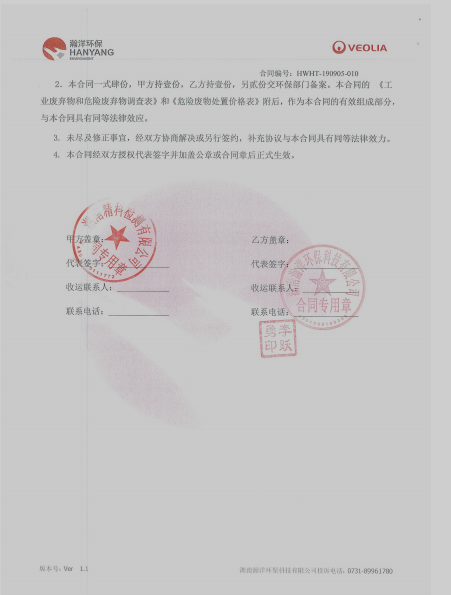 瀚洋环保
HANYANG
ENVIRONMENT
VEOLIA
合同编号：HWHT-190905-010
2. 本合同一式肆份，甲方持壹份，乙方持壹份，另贰份交环保部门备案。本合同的 《工
业废弃物和危险废弃物调查表》和《危险废物处置价格表》附后，作为本合同的有效组成部分，
与本合同具有同等法律效应。
3. 未尽及修正事宜，经双方协商解决或另行签约，补充协议与本合同具有同等法律效力。
4. 本合同经双方授权代表签字并加盖公章或合同章后正式生效。
甲方盖章：
乙方盖章：
代表签字：
代表签字：
收运联系人：
收运联系人：
联系电话：
联系电话：
检测有限公司
专用章
环保科技有限公司
合同专用章
李跃
勇印
版本号：Ver 1.1
湖南瀚洋环保科技有限公司投诉电话：0731-89961780